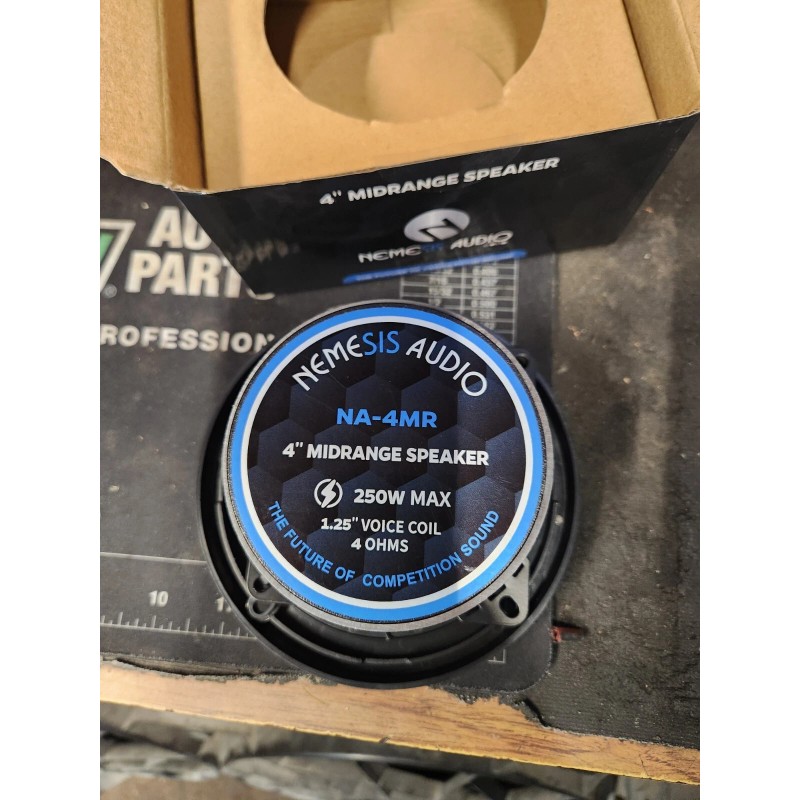 4" MIDRANGE SPEAKER
NEMESIS AUDIO
AU
PARTS
ROFESSION
NEMESIS AUDIO
NA-4MR
4" MIDRANGE SPEAKER
250W MAX
1.25" VOICE COIL
4 OHMS
THE FUTURE OF COMPETITION SOUND
10